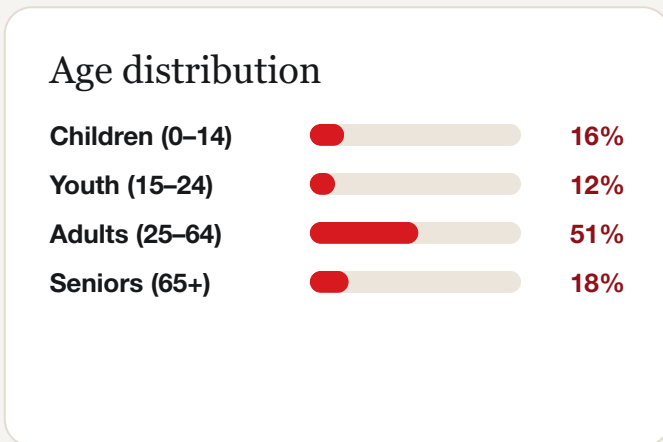 Age distribution
Children (0–14) 16%
Youth (15–24) 12%
Adults (25–64) 51%
Seniors (65+) 18%